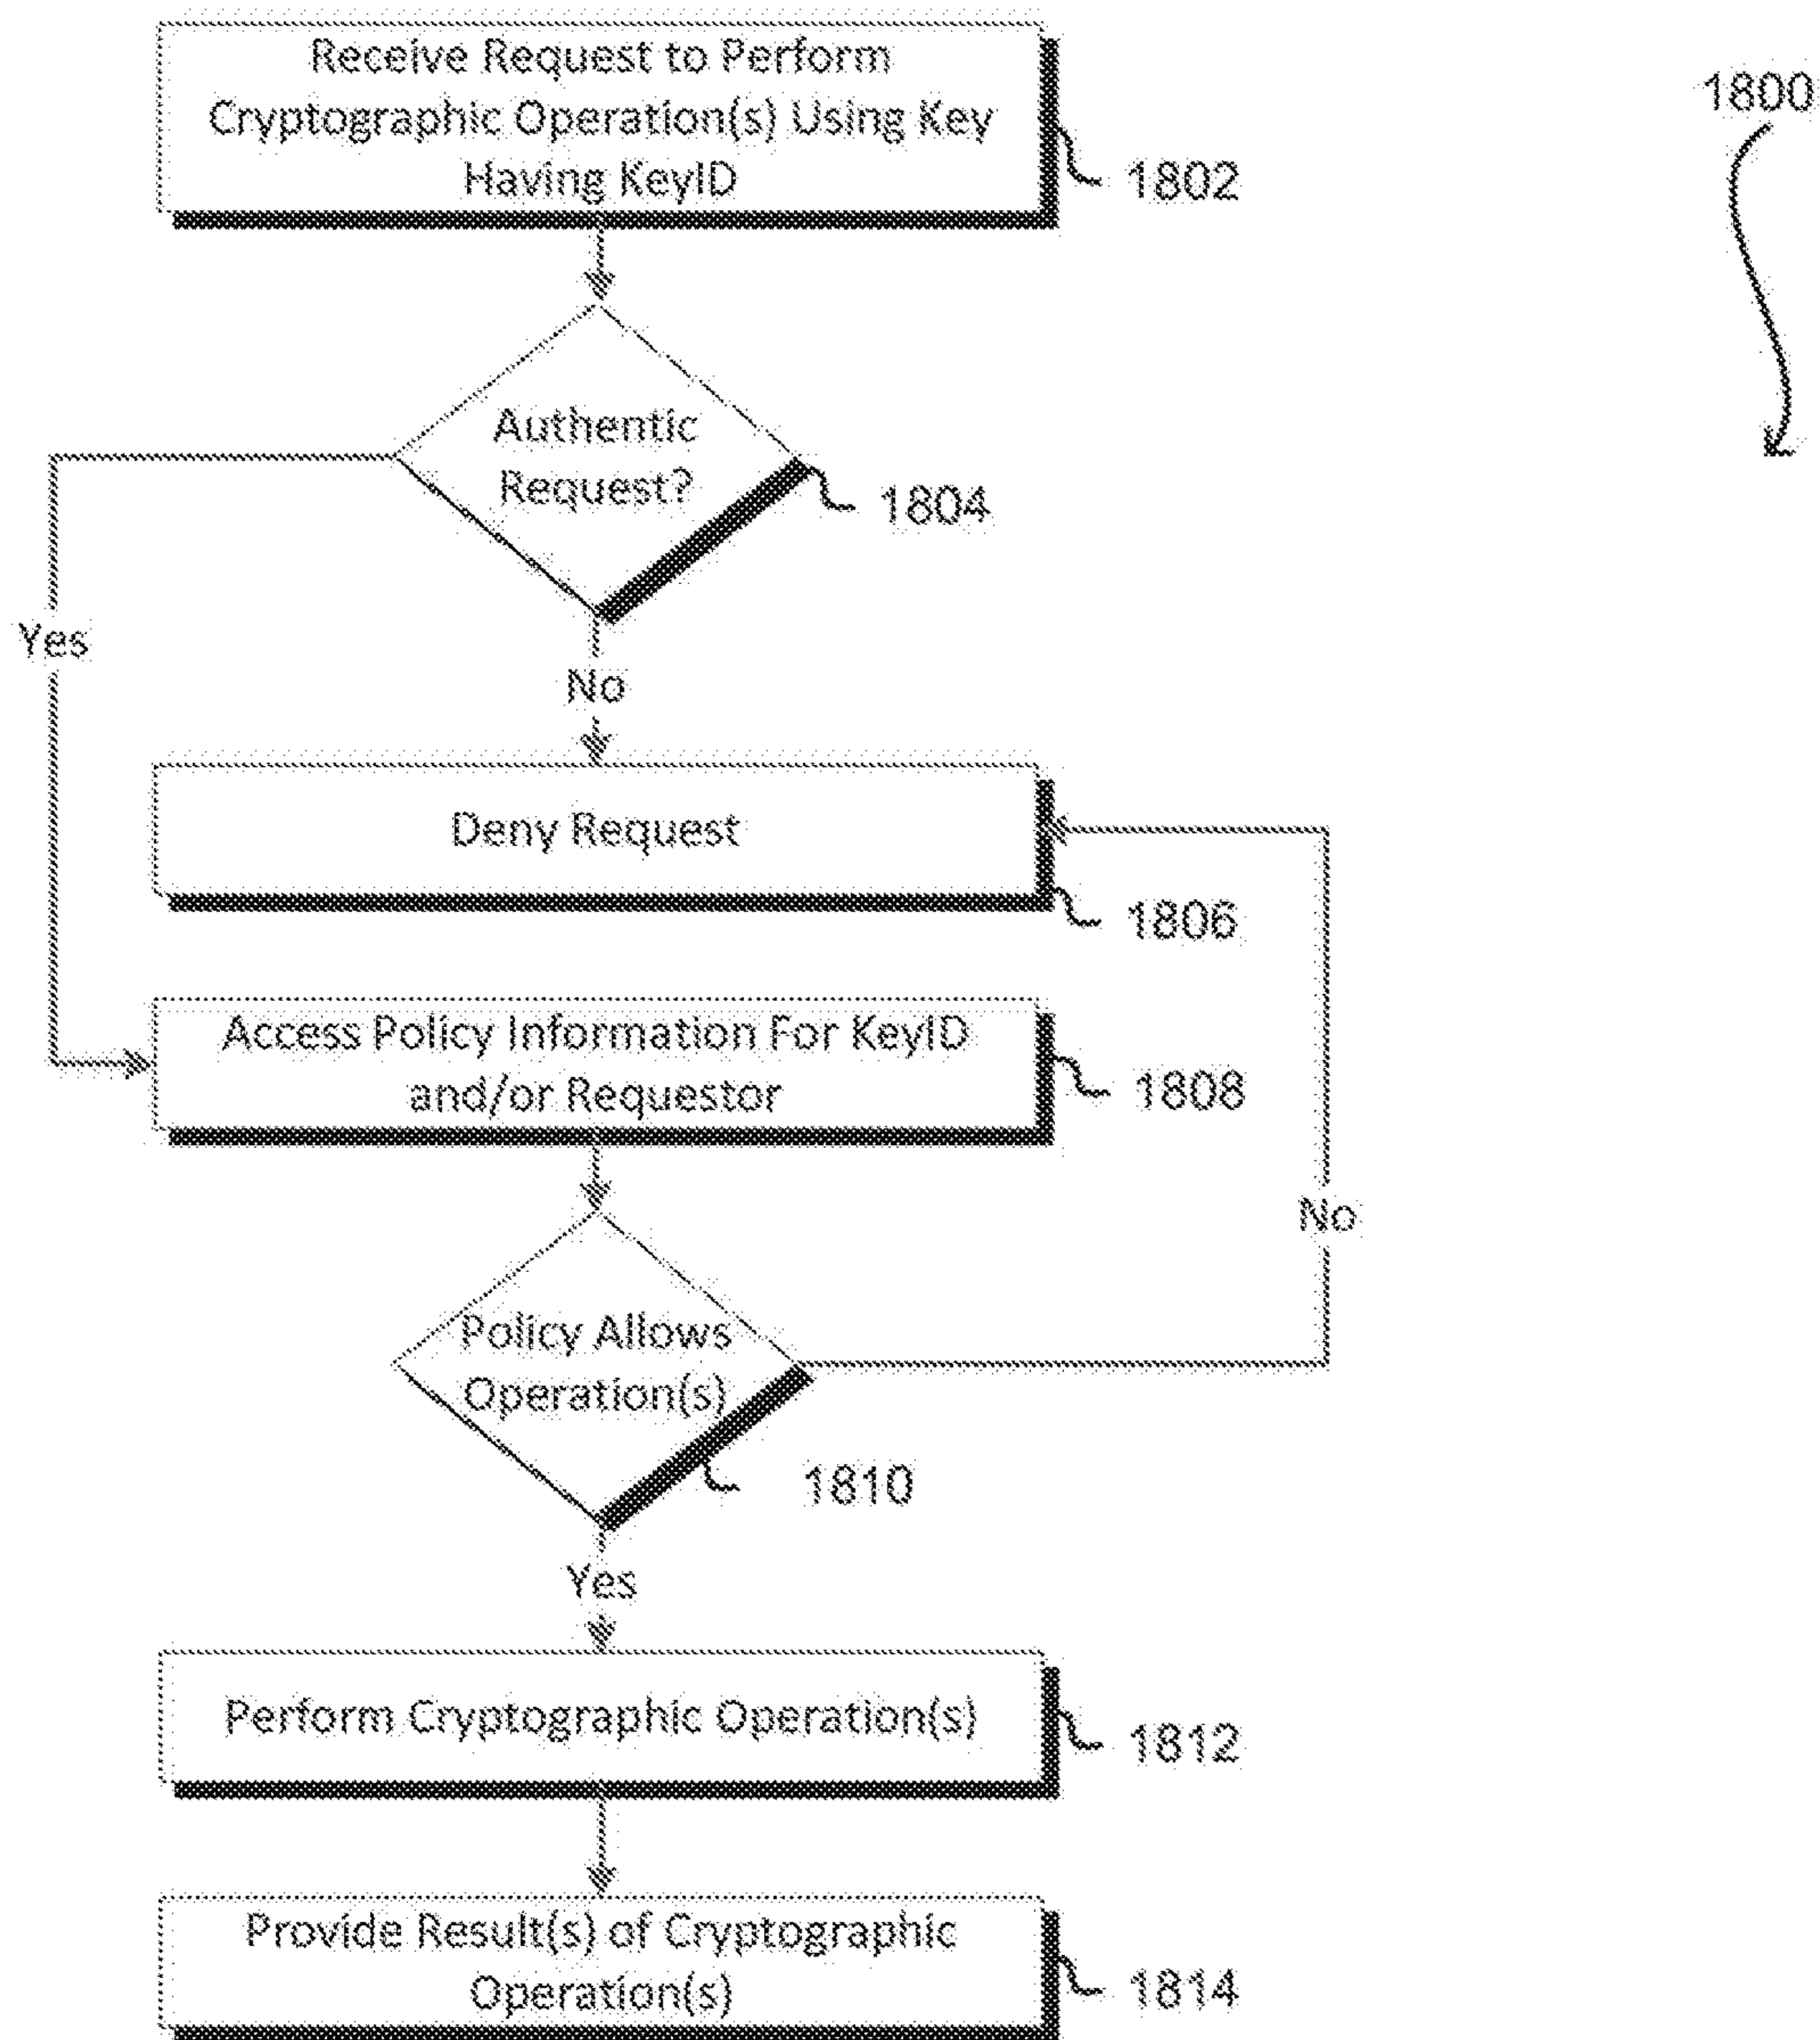 Receive Request to Perform
Cryptographic Operation(s) Using Key
Having KeyID
1802
1800
Authentic
Request?
1804
Yes
No
Deny Request
1806
Access Policy Information For KeyID
and/or Requestor
1808
No
Policy Allows
Operation(s)
1810
Yes
Perform Cryptographic Operation(s)
1812
Provide Result(s) of Cryptographic
Operation(s)
1814